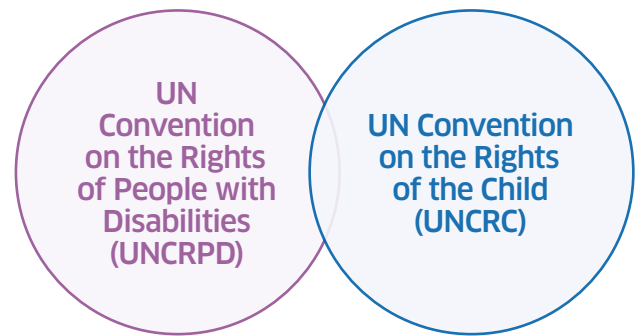 UN
Convention
on the Rights
of People with
Disabilities
(UNCRPD)
UN Convention
on the Rights
of the Child
(UNCRC)